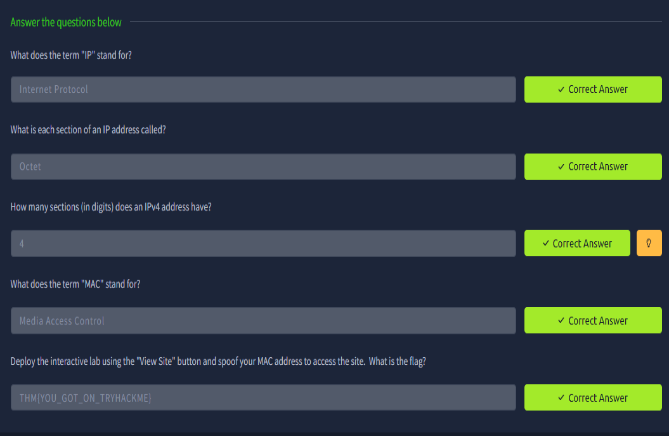 Answer the questions below
What does the term "IP" stand for?
Internet Protocol
✓ Correct Answer
What is each section of an IP address called?
Octet
✓ Correct Answer
How many sections (in digits) does an IPv4 address have?
4
✓ Correct Answer
What does the term "MAC" stand for?
Media Access Control
✓ Correct Answer
Deploy the interactive lab using the "View Site" button and spoof your MAC address to access the site. What is the flag?
THM{YOU_GOT_ON_TRYHACKME}
✓ Correct Answer